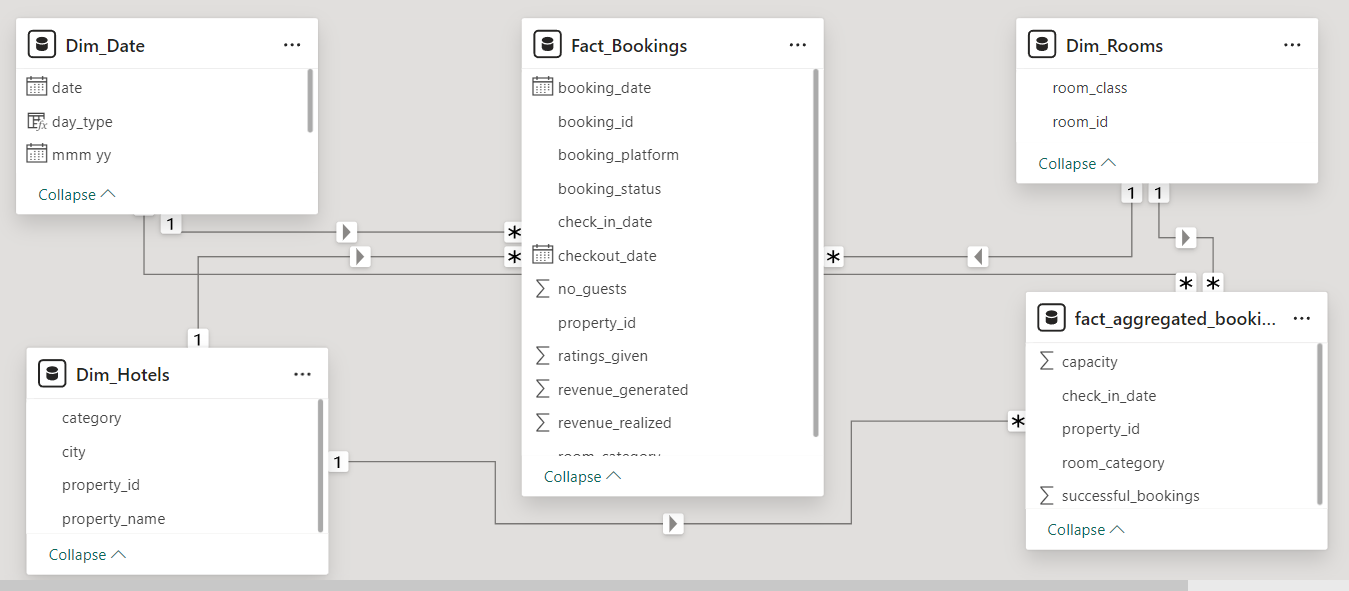 Dim_Date
date
day_type
mmm yy
Collapse
Fact_Bookings
booking_date
booking_id
booking_platform
booking_status
check_in_date
checkout_date
no_guests
property_id
ratings_given
revenue_generated
revenue_realized
room_category
Collapse
Dim_Rooms
room_class
room_id
Collapse
1
*
*
1
1
1
*
*
*
Dim_Hotels
category
city
property_id
property_name
Collapse
1
*
fact_aggregated_booki...
capacity
check_in_date
property_id
room_category
successful_bookings
Collapse